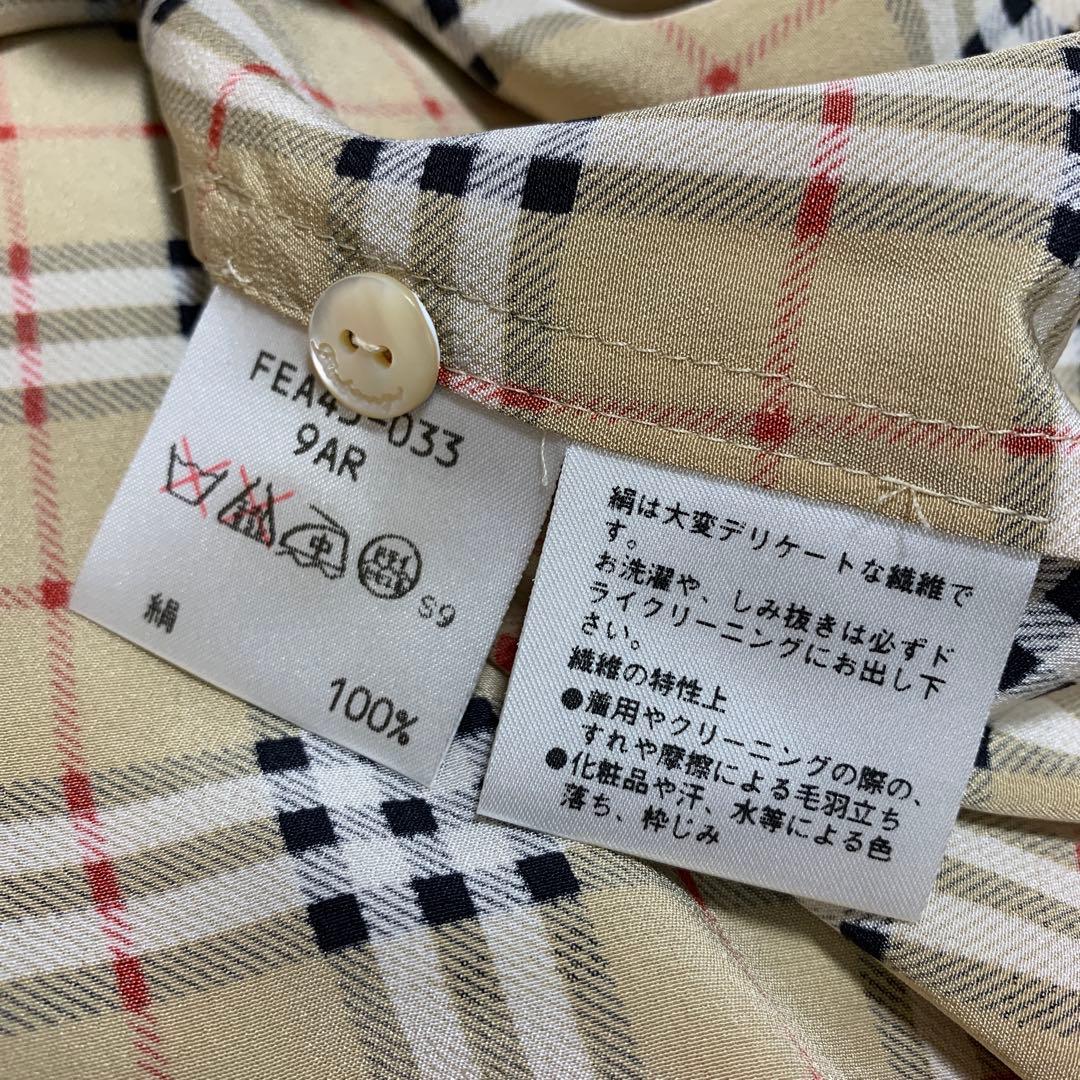 033
9AR
S9
絹
100%
絹は大変デリケートな繊維で
す。
お洗濯や、しみ抜きは必ずド
ライクリーニングにお出し下
さい。
繊維の特性上
●着用やクリーニングの際の、
すれや摩擦による毛羽立ち
●化粧品や汗、水等による色
落ち、枠じみ